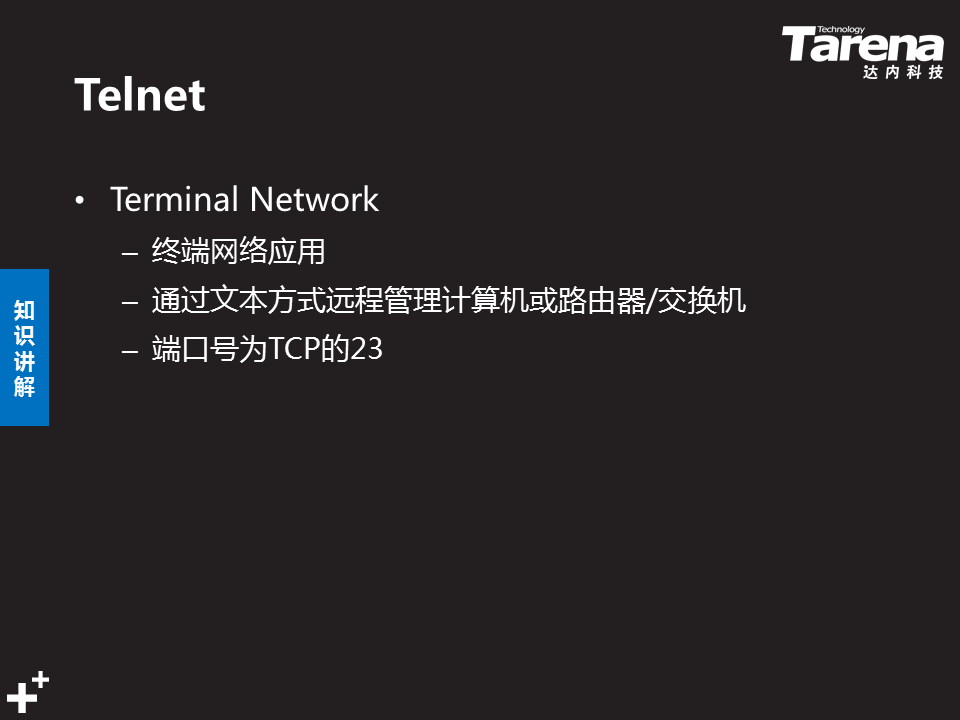 Technology
Tarena
达内科技
Telnet
• Terminal Network
– 终端网络应用
– 通过文本方式远程管理计算机或路由器/交换机
– 端口号为TCP的23
知识讲解